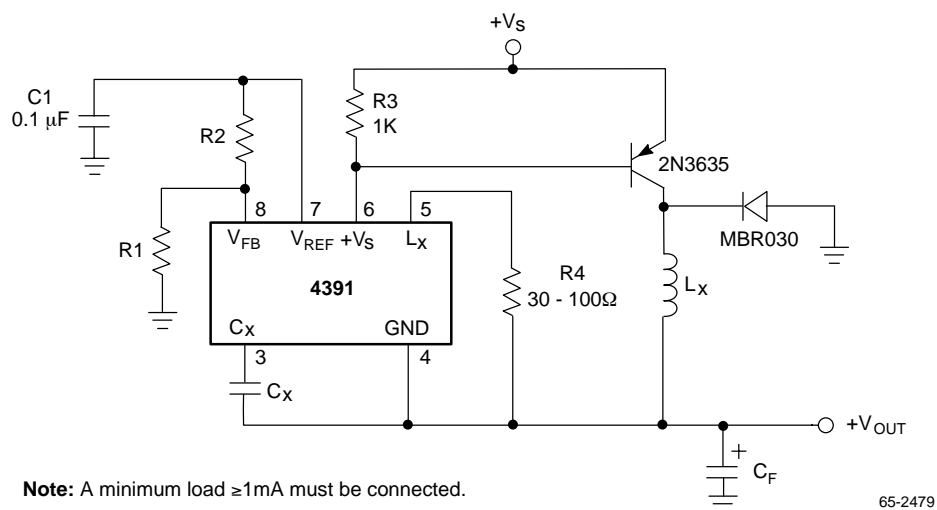 +VS
C1
0.1 μF
R2
R3
1K
2N3635
8 7 6 5
R1
VFB VREF +VS LX
MBR030
4391
R4
30 - 100Ω
LX
CX GND
3 4
CX
+VOUT
+
CF
Note: A minimum load ≥1mA must be connected.
65-2479